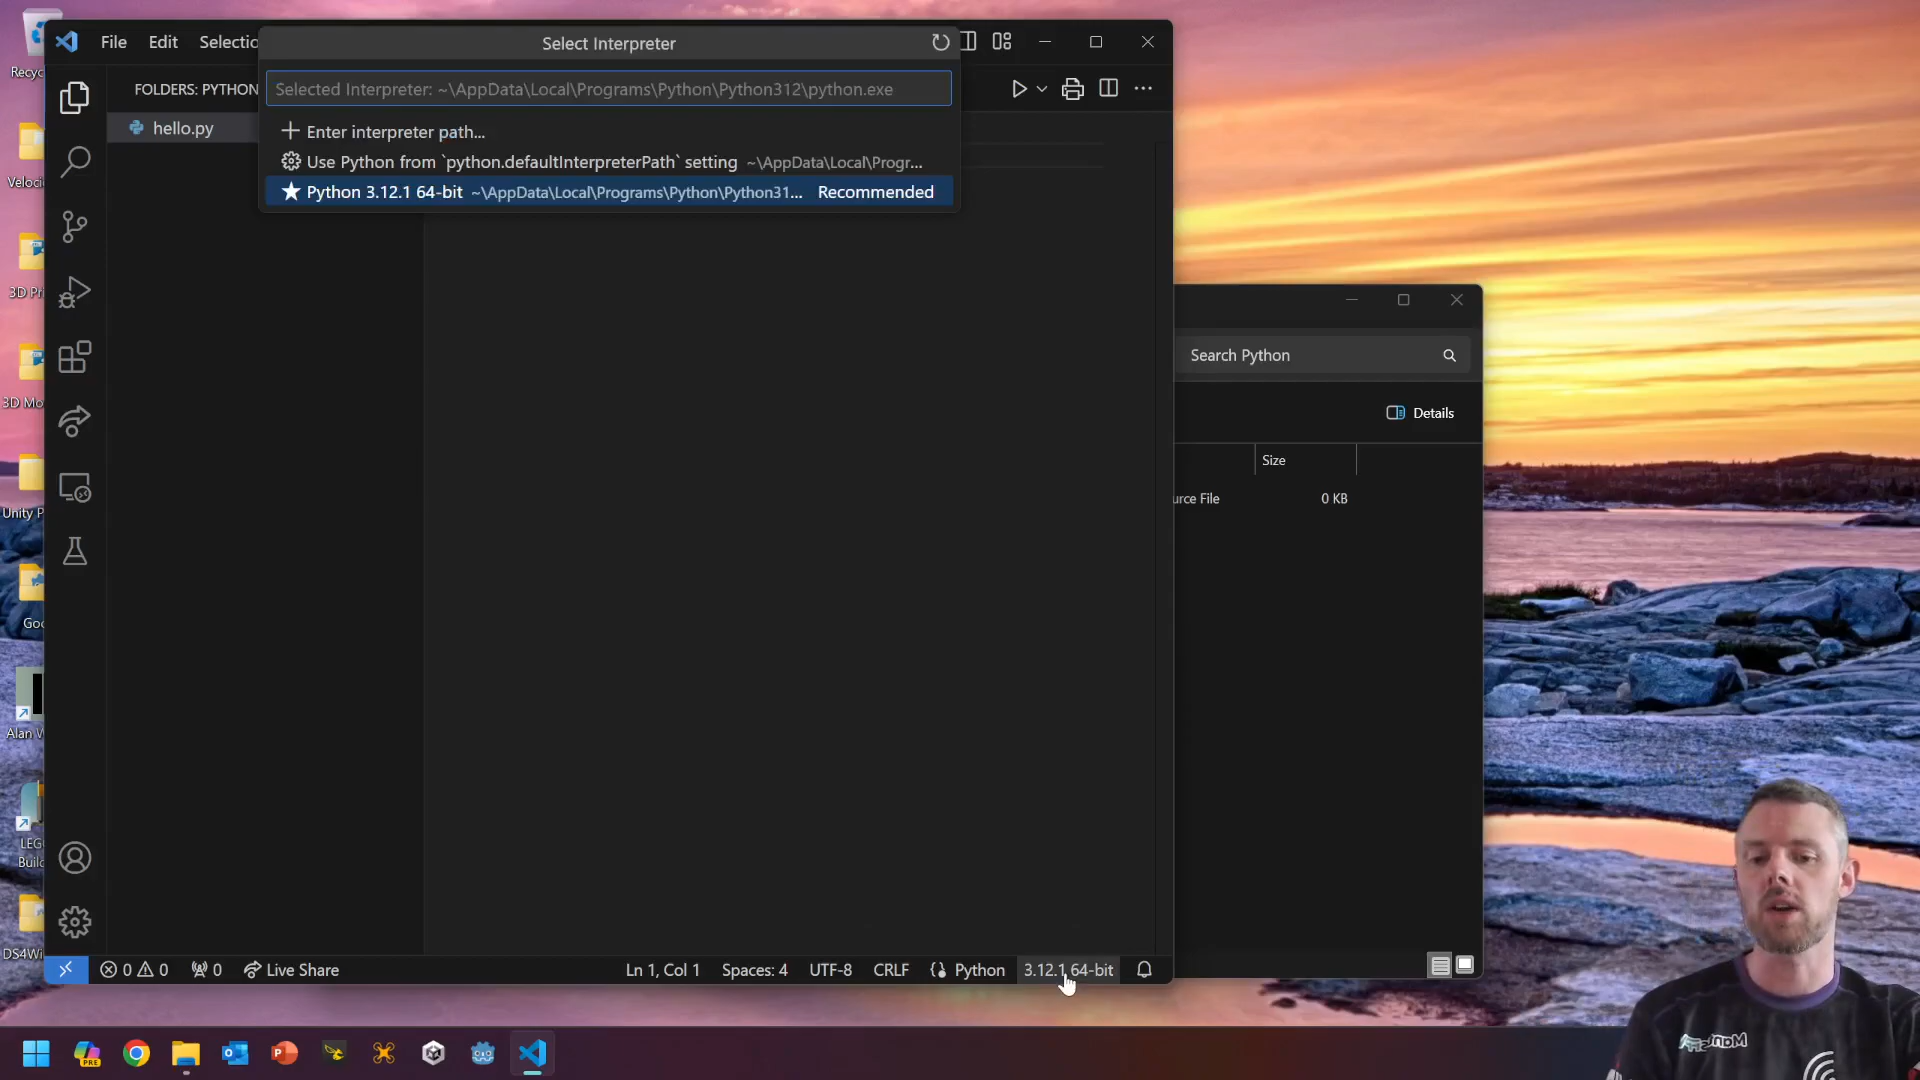 Recyc
Veloci
3D Pr
3D Mo
Unity P
Goo
Alan W
LEG
Builc
DS4Wi
File Edit Selectio
Select Interpreter
FOLDERS: PYTHON
Selected Interpreter: ~\AppData\Local\Programs\Python\Python312\python.exe
hello.py
Enter interpreter path...
Use Python from `python.defaultInterpreterPath` setting ~\AppData\Local\Progr...
Python 3.12.1 64-bit ~\AppData\Local\Programs\Python\Python31... Recommended
Search Python
Details
Size
urce File 0 KB
0 0 0 Live Share Ln 1, Col 1 Spaces: 4 UTF-8 CRLF Python 3.12.1 64-bit
PRE